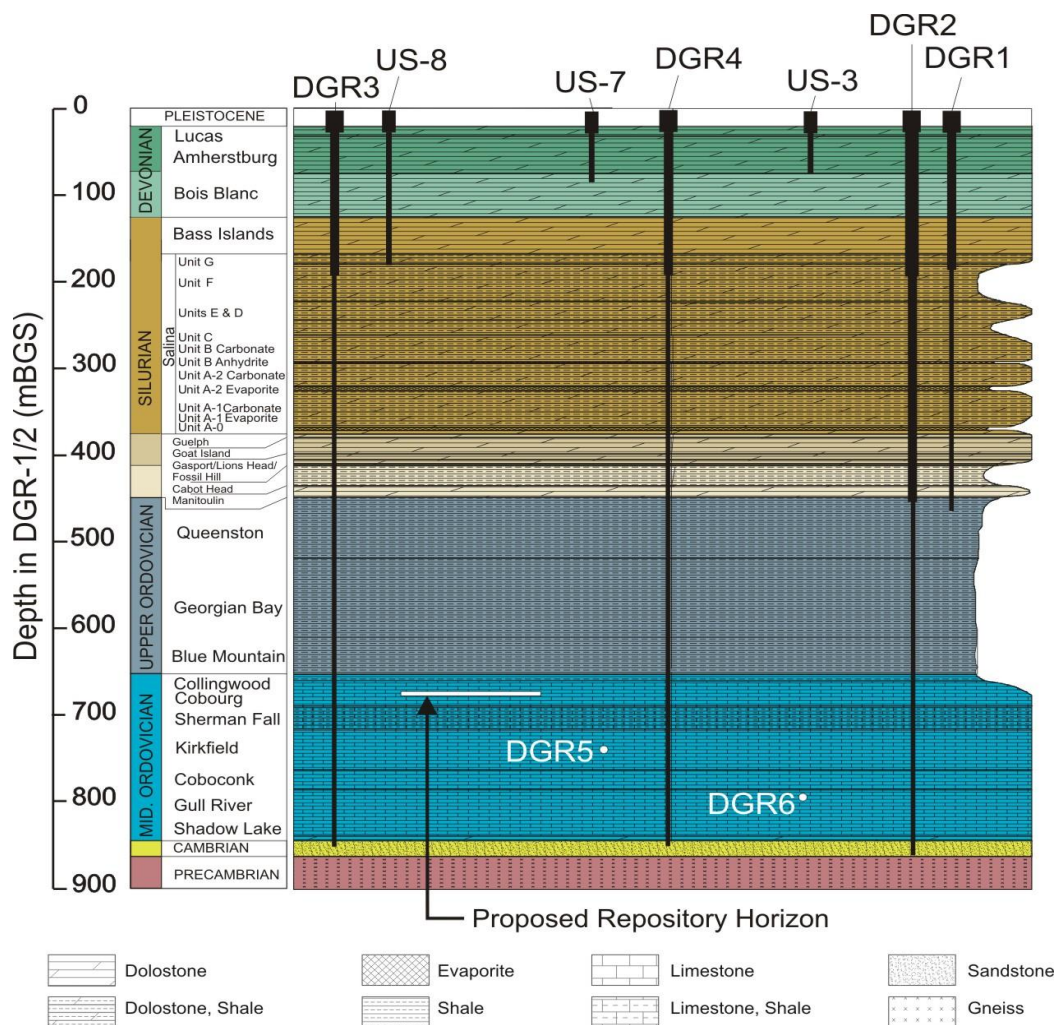 DGR3
US-8
US-7
DGR4
US-3
DGR2
DGR1
Depth in DGR-1/2 (mBGS)
0
100
200
300
400
500
600
700
800
900
PLEISTOCENE
DEVONIAN
Lucas
Amherstburg
Bois Blanc
SILURIAN
Bass Islands
Salina
Unit G
Unit F
Units E & D
Unit C
Unit B Carbonate
Unit B Anhydrite
Unit A-2 Carbonate
Unit A-2 Evaporite
Unit A-1Carbonate
Unit A-1 Evaporite
Unit A-0
Guelph
Goat Island
Gasport/Lions Head/
Fossil Hill
Cabot Head
Manitoulin
UPPER ORDOVICIAN
Queenston
Georgian Bay
Blue Mountain
MID. ORDOVICIAN
Collingwood
Cobourg
Sherman Fall
Kirkfield
Coboconk
Gull River
Shadow Lake
CAMBRIAN
PRECAMBRIAN
DGR5
DGR6
Proposed Repository Horizon
Dolostone
Evaporite
Limestone
Sandstone
Dolostone, Shale
Shale
Limestone, Shale
Gneiss